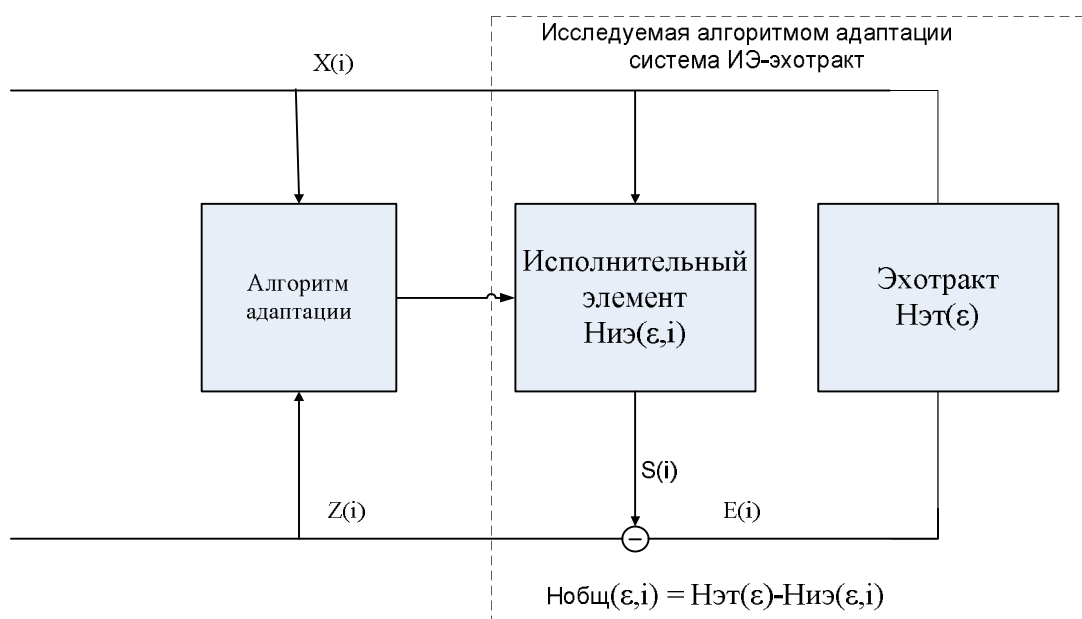 Исследуемая алгоритмом адаптации
система ИЭ-эхотракт
X(i)
Алгоритм
адаптации
Исполнительный
элемент
Ниэ(ε,i)
Эхотракт
Нэт(ε)
S(i)
Z(i)
E(i)
−
Нобщ(ε,i) = Нэт(ε)-Ниэ(ε,i)